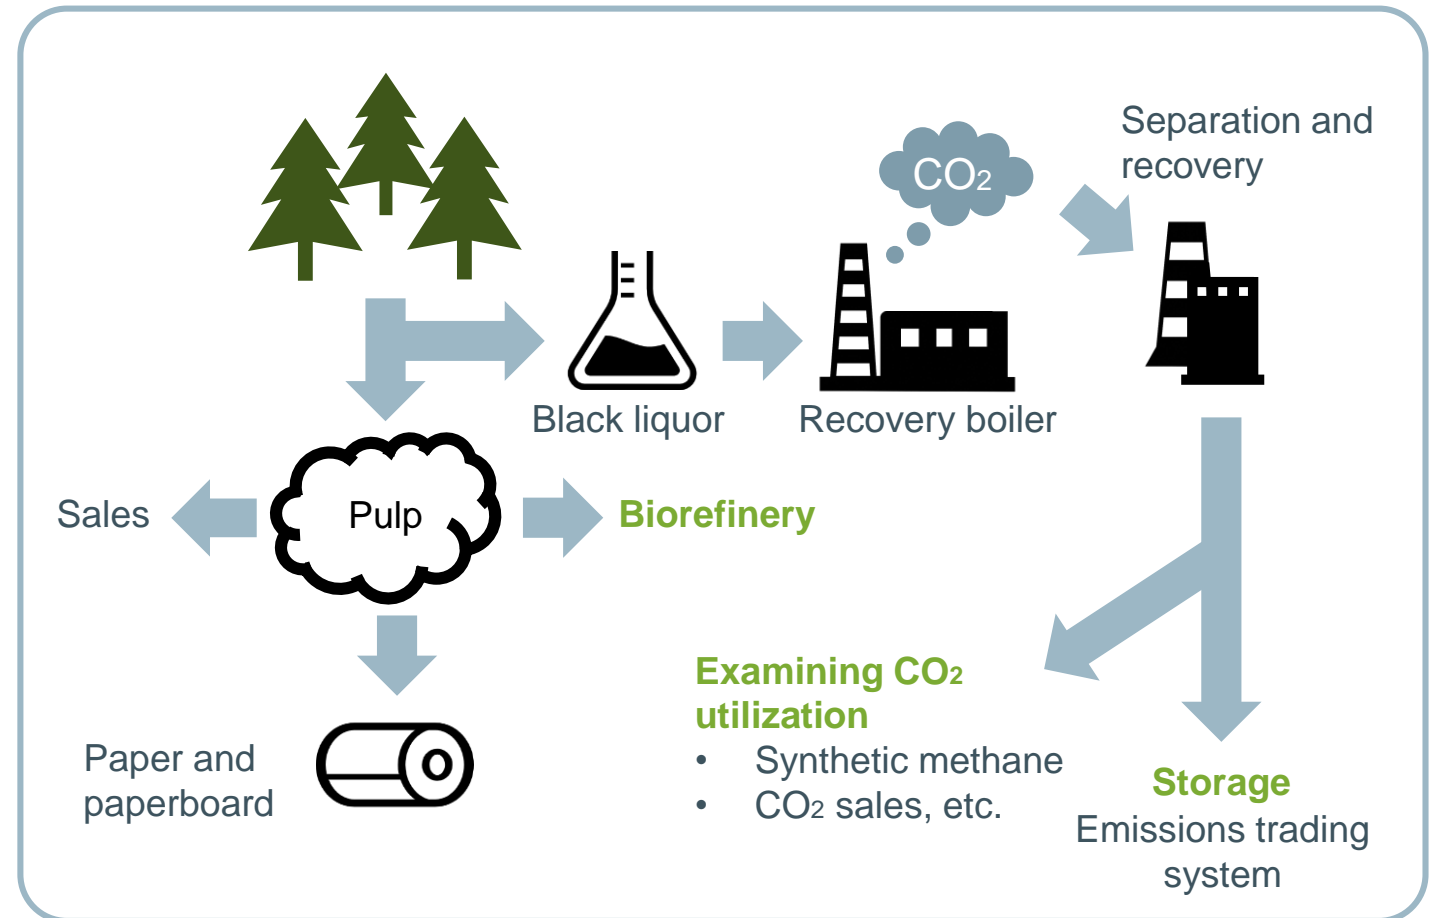 Separation and
recovery
CO₂
Black liquor
Recovery boiler
Sales
Pulp
Biorefinery
Examining CO₂
utilization
• Synthetic methane
• CO₂ sales, etc.
Paper and
paperboard
Storage
Emissions trading
system